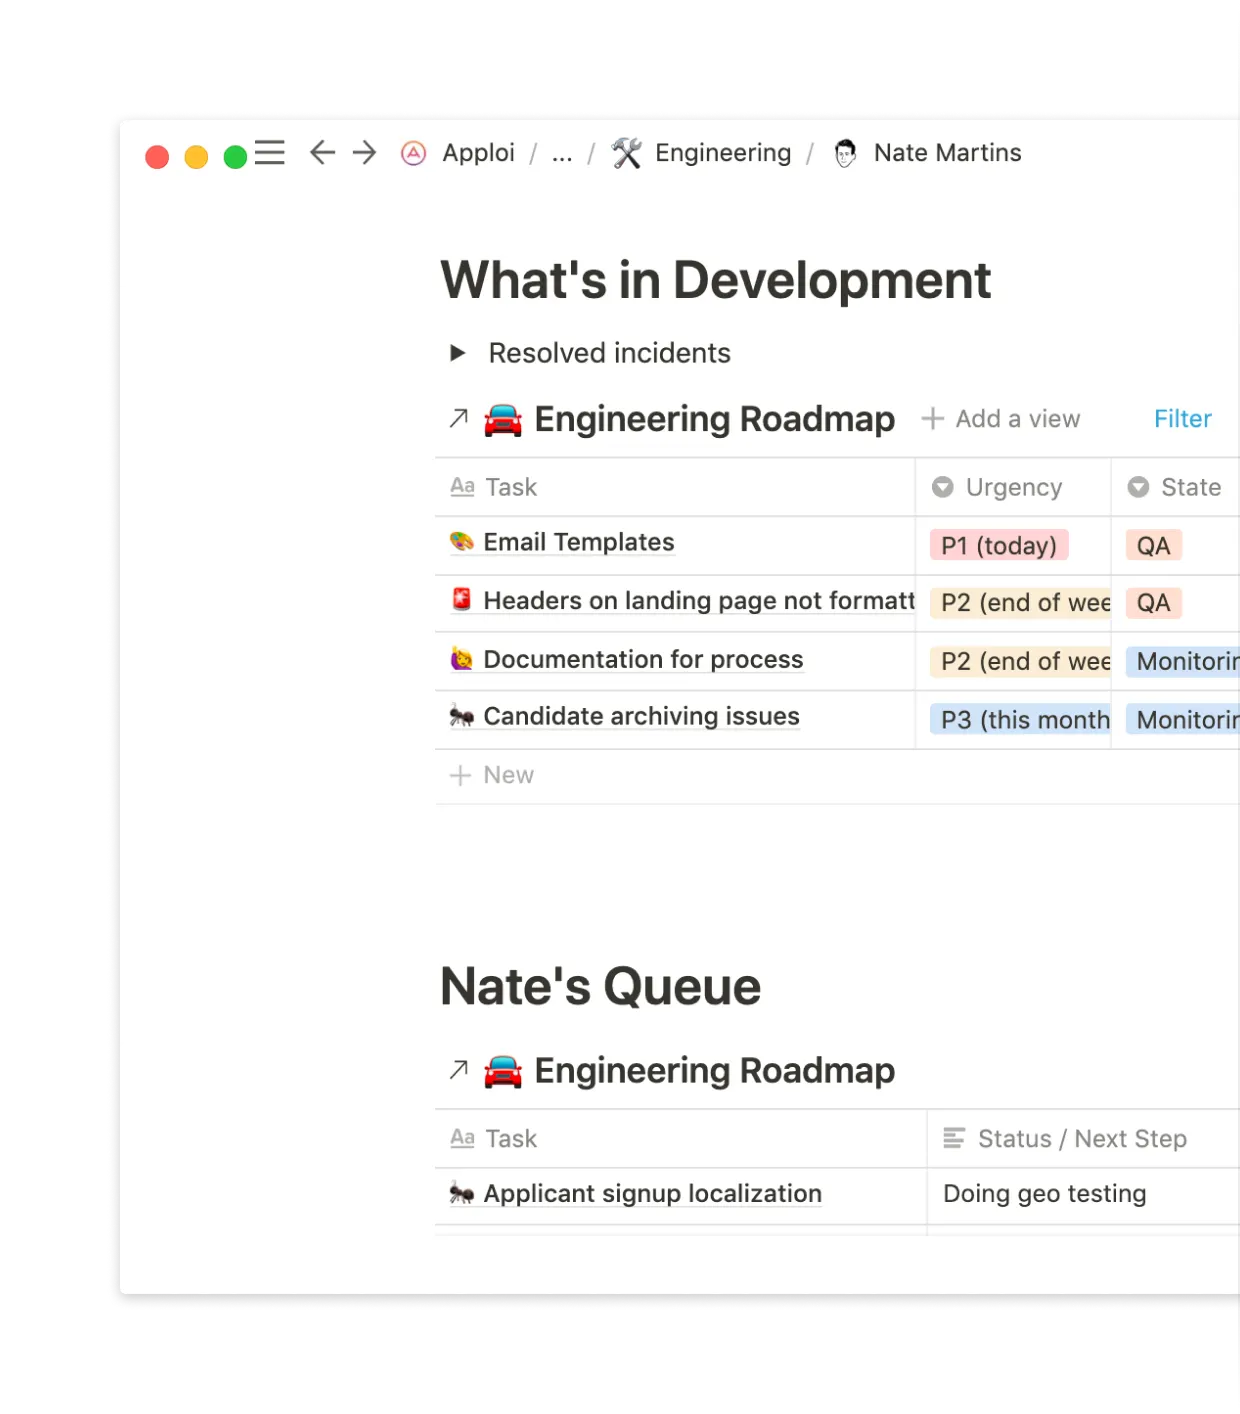 Apploi / ... / Engineering / Nate Martins
What's in Development
Resolved incidents
Engineering Roadmap + Add a view Filter
Aa Task Urgency State
Email Templates P1 (today) QA
Headers on landing page not formatt P2 (end of wee QA
Documentation for process P2 (end of wee Monitorin
Candidate archiving issues P3 (this month Monitorin
+ New
Nate's Queue
Engineering Roadmap
Aa Task Status / Next Step
Applicant signup localization Doing geo testing